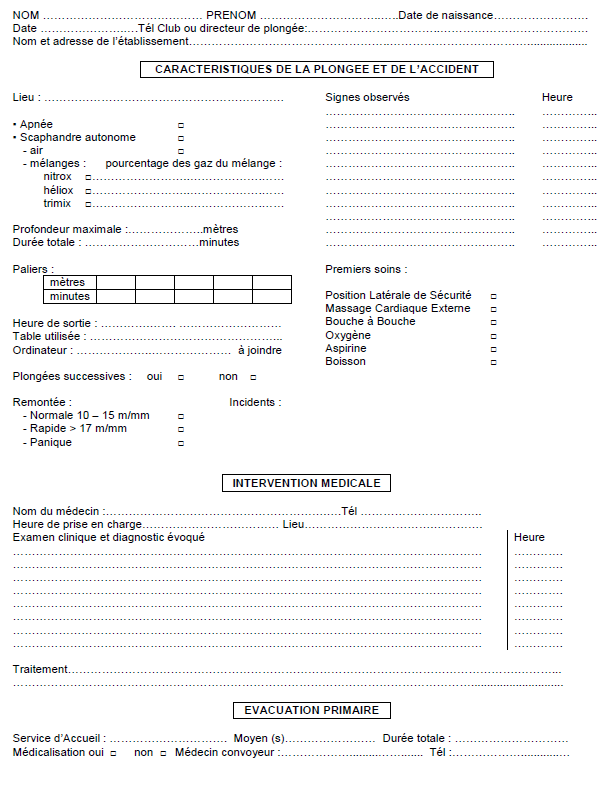 NOM …………………………………… PRENOM ……………………………Date de naissance……………………
Date …………………….Tél Club ou directeur de plongée:……………………………………………………………
Nom et adresse de l’établissement…………………………………………………………………………………
CARACTERISTIQUES DE LA PLONGEE ET DE L’ACCIDENT
Lieu : ………………………………………………………
Signes observés Heure
▪ Apnée □
▪ Scaphandre autonome □
- air □
- mélanges : pourcentage des gaz du mélange :
nitrox □……………………………………………
héliox □……………………………………………
trimix □……………………………………………
Profondeur maximale :………………..mètres
Durée totale : …………………………minutes
Paliers :
mètres
minutes
Heure de sortie : ………………. ………………………
Table utilisée : …………………………………………..
Ordinateur : ………………………………… à joindre
Plongées successives : oui □ non □
Remontée : Incidents :
- Normale 10 – 15 m/mm □
- Rapide > 17 m/mm □
- Panique □
Premiers soins :
Position Latérale de Sécurité □
Massage Cardiaque Externe □
Bouche à Bouche □
Oxygène □
Aspirine □
Boisson □
INTERVENTION MEDICALE
Nom du médecin :……………………………………………………Tél ………………………….
Heure de prise en charge……………………………… Lieu……………………………………….
Examen clinique et diagnostic évoqué Heure
Traitement……………………………………………………………………………………………………………...
EVACUATION PRIMAIRE
Service d’Accueil : ………………………… Moyen (s)…………………… Durée totale : …………………………
Médicalisation oui □ non □ Médecin convoyeur :……………………………….. Tél :…………………………